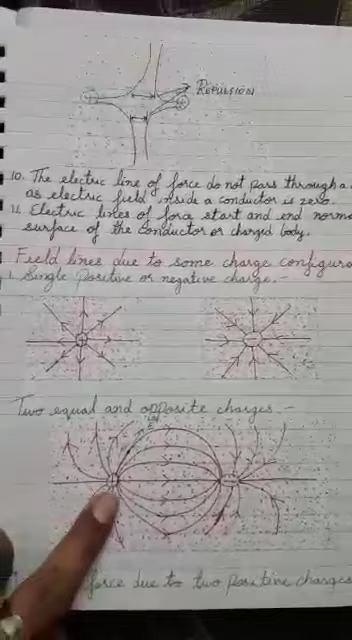 REPULSION
10. The electric line of force do not pass through a
as electric field inside a conductor is zero.
11. Electric lines of force start and end norma
surface of the conductor or charged body.
Field lines due to some charge configura
1. Single positive or negative charge.-
Two equal and opposite charges.-
force due to two positive charges